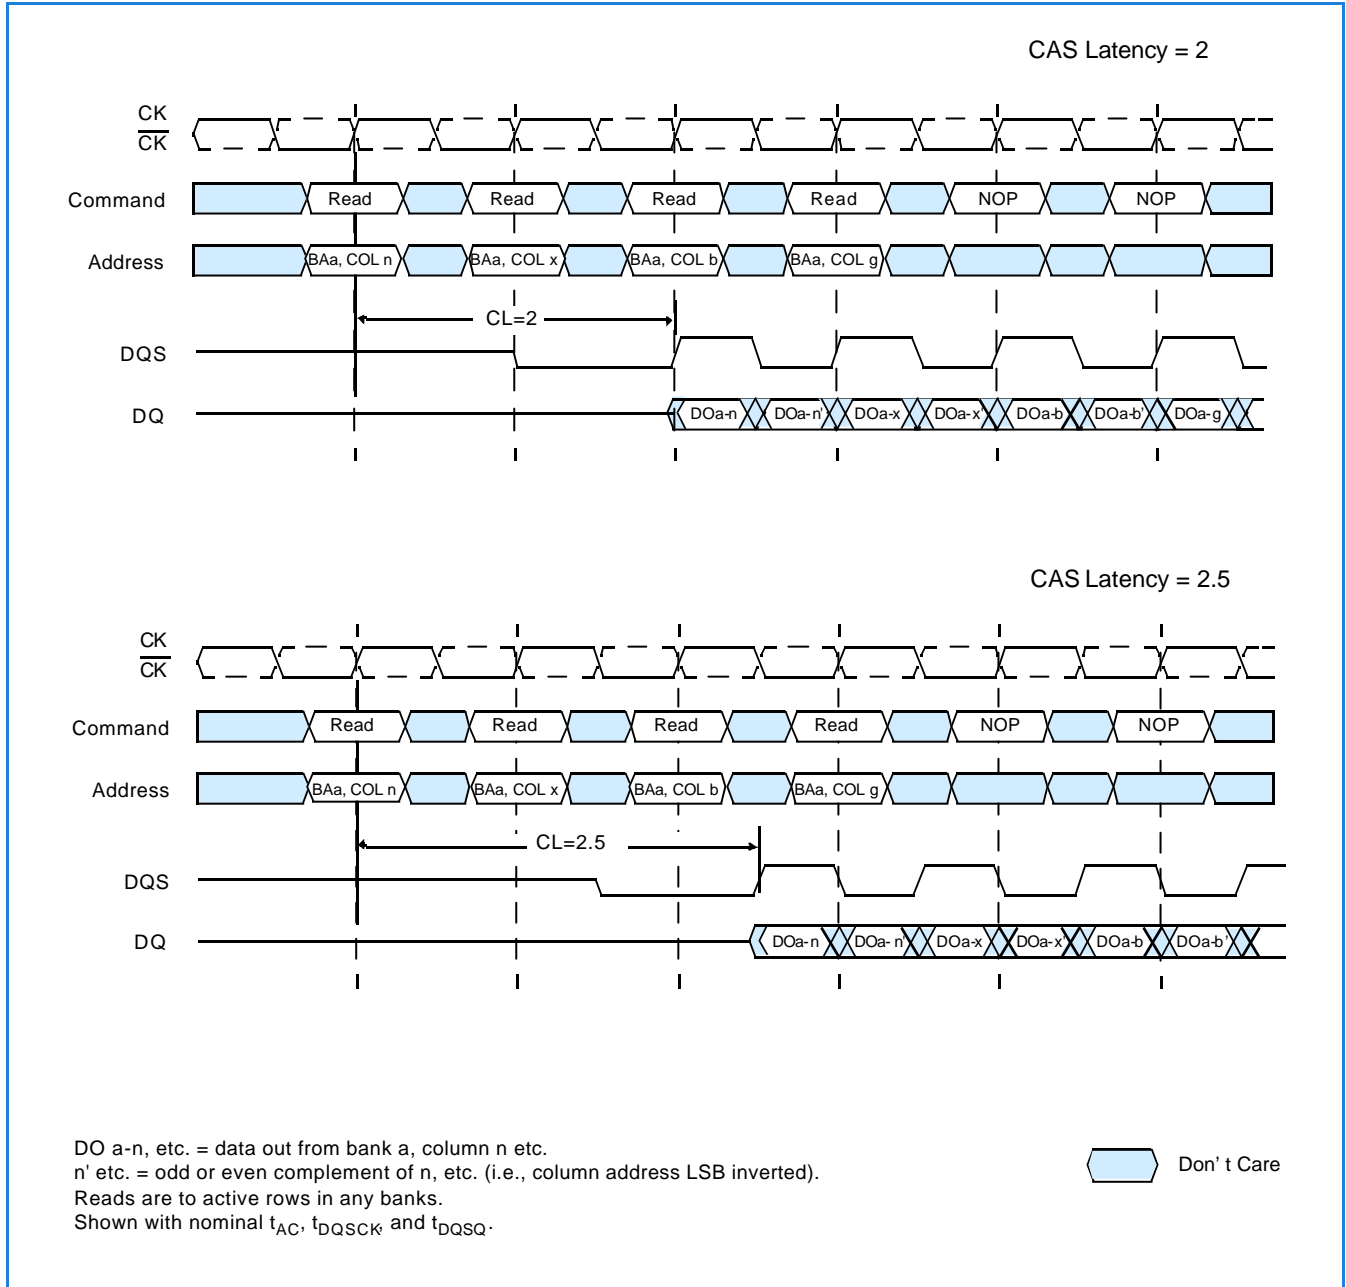 CAS Latency = 2
CK
CK
Command Read Read Read Read NOP NOP
Address BAa, COL n BAa, COL x BAa, COL b BAa, COL g
CL=2
DQS
DQ DOa-n DOa-n' DOa-x DOa-x' DOa-b DOa-b' DOa-g
CAS Latency = 2.5
CK
CK
Command Read Read Read Read NOP NOP
Address BAa, COL n BAa, COL x BAa, COL b BAa, COL g
CL=2.5
DQS
DQ DOa-n DOa-n' DOa-x DOa-x' DOa-b DOa-b'
DO a-n, etc. = data out from bank a, column n etc.
n' etc. = odd or even complement of n, etc. (i.e., column address LSB inverted).
Reads are to active rows in any banks.
Shown with nominal tAC, tDQSCK, and tDQSQ.
Don't Care